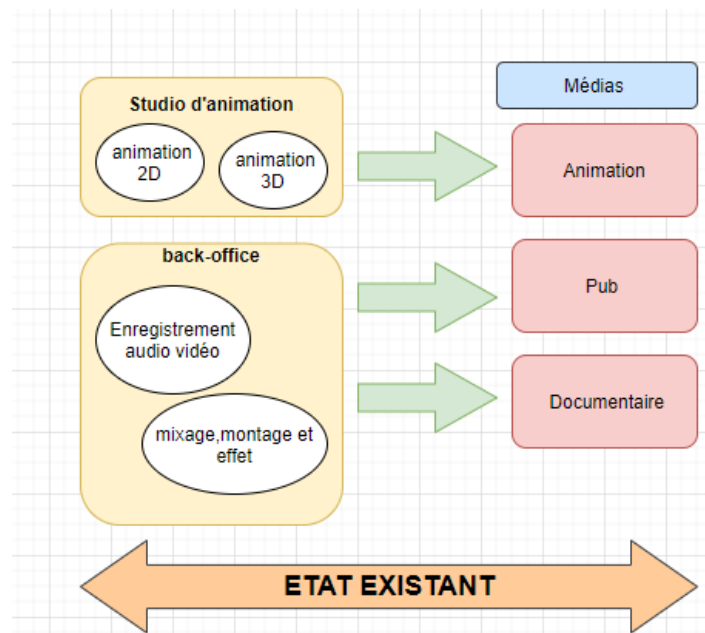 Studio d'animation
animation
2D
animation
3D
Médias
Animation
back-office
Enregistrement
audio vidéo
mixage,montage et
effet
Pub
Documentaire
ETAT EXISTANT